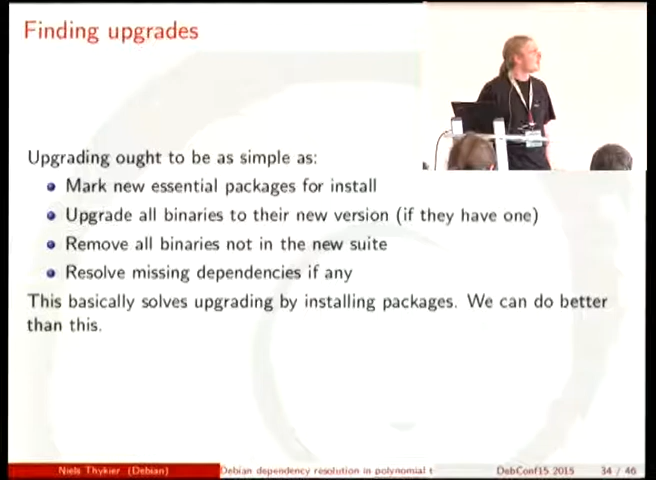 Finding upgrades
Upgrading ought to be as simple as:
Mark new essential packages for install
Upgrade all binaries to their new version (if they have one)
Remove all binaries not in the new suite
Resolve missing dependencies if any
This basically solves upgrading by installing packages. We can do better
than this.
Niels Thykier (Debian) Debian dependency resolution in polynomial t DebConf15 2015 34 / 46